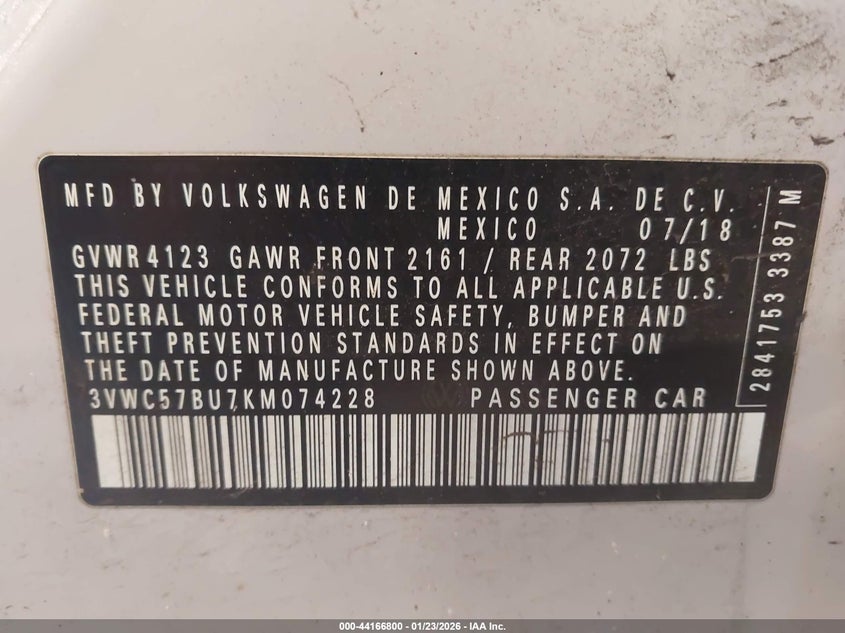 MFD BY VOLKSWAGEN DE MEXICO S.A. DE C.V.
MEXICO 07/18
GVWR 4123 GAWR FRONT 2161 / REAR 2072 LBS
THIS VEHICLE CONFORMS TO ALL APPLICABLE U.S.
FEDERAL MOTOR VEHICLE SAFETY, BUMPER AND
THEFT PREVENTION STANDARDS IN EFFECT ON
THE DATE OF MANUFACTURE SHOWN ABOVE.
3VWC57BU7KM074228 PASSENGER CAR
2841753 3387 M
000-44166800 | 01/23/2026 | IAA Inc.